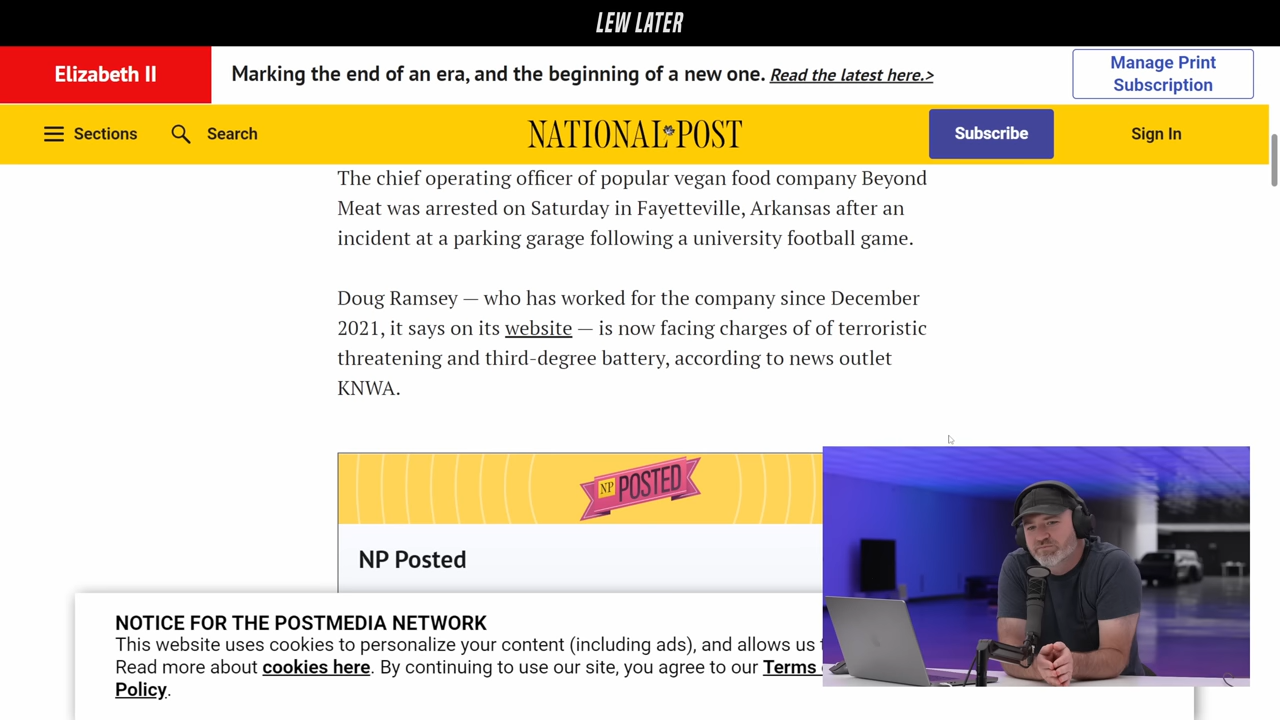 LEW LATER
Elizabeth II
Marking the end of an era, and the beginning of a new one. Read the latest here.>
Manage Print
Subscription
Sections
Search
NATIONAL POST
Subscribe
Sign In
The chief operating officer of popular vegan food company Beyond
Meat was arrested on Saturday in Fayetteville, Arkansas after an
incident at a parking garage following a university football game.
Doug Ramsey — who has worked for the company since December
2021, it says on its website — is now facing charges of of terroristic
threatening and third-degree battery, according to news outlet
KNWA.
NP POSTED
NP Posted
NOTICE FOR THE POSTMEDIA NETWORK
This website uses cookies to personalize your content (including ads), and allows us
Read more about cookies here. By continuing to use our site, you agree to our Terms
Policy.